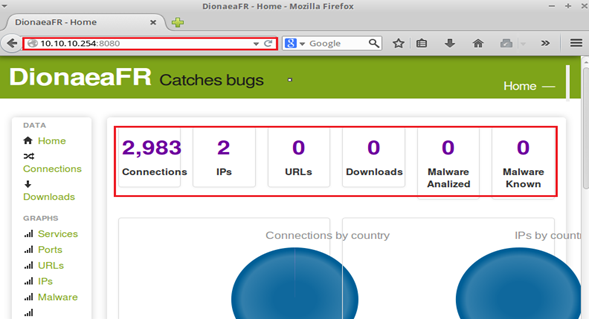 DionaeaFR - Home - Mozilla Firefox
DionaeaFR - Home
10.10.10.254:8080
Google
DionaeaFR Catches bugs
Home
DATA
Home
Connections
Downloads
GRAPHS
Services
Ports
URLs
IPs
Malware
2,983
Connections
2
IPs
0
URLs
0
Downloads
0
Malware
Analized
0
Malware
Known
Connections by country
IPs by count